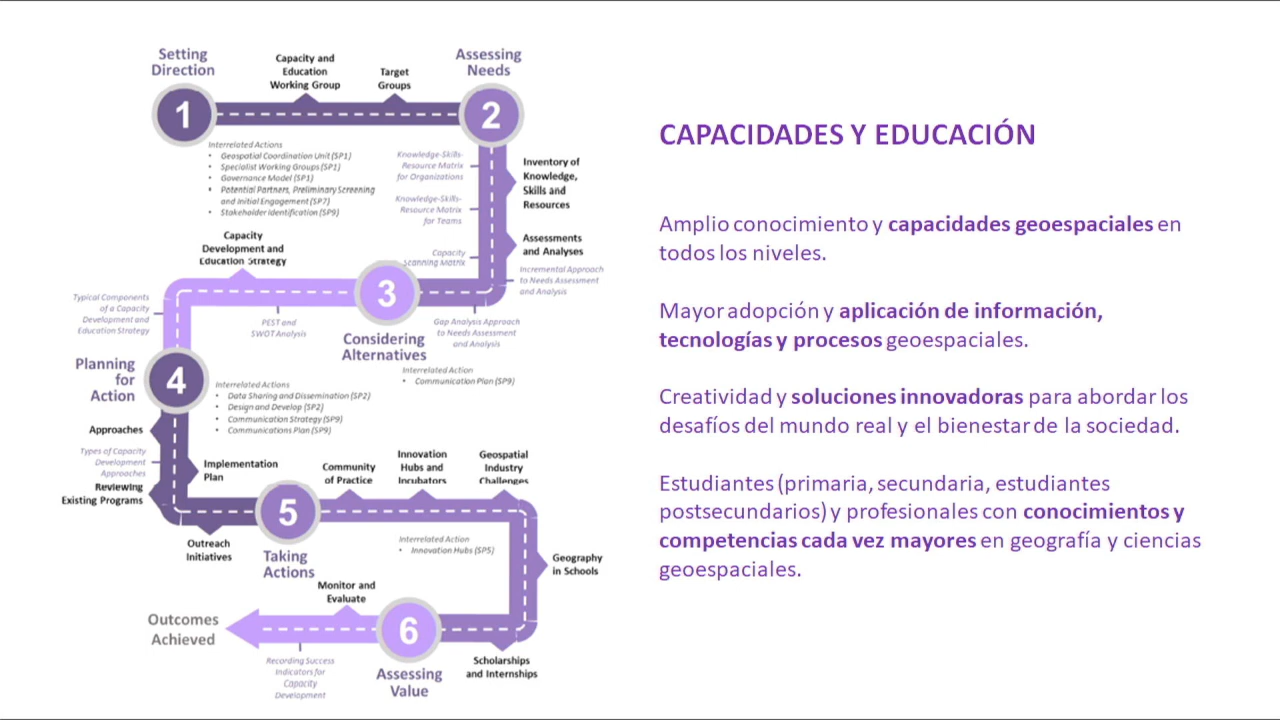 Setting
Direction
1
Capacity and
Education
Working Group
Target
Groups
Assessing
Needs
2
Interrelated Actions
• Geospatial Coordination Unit (SP1)
• Specialist Working Groups (SP1)
• Governance Model (SP1)
• Potential Partners, Preliminary Screening
and Initial Engagement (SP7)
• Stakeholder Identification (SP9)
Knowledge-Skills-
Resource Matrix
for Organizations
Knowledge-Skills-
Resource Matrix
for Teams
Capacity
Scanning Matrix
Inventory of
Knowledge,
Skills and
Resources
Assessments
and Analyses
Incremental Approach
to Needs Assessment
and Analysis
Gap Analysis Approach
to Needs Assessment
and Analysis
3
Considering
Alternatives
Interrelated Action
• Communication Plan (SP9)
Capacity
Development and
Education Strategy
PEST and
SWOT Analysis
Typical Components
of a Capacity
Development and
Education Strategy
Planning
for
Action
4
Interrelated Actions
• Data Sharing and Dissemination (SP2)
• Design and Develop (SP2)
• Communication Strategy (SP9)
• Communications Plan (SP9)
Approaches
Types of Capacity
Development
Approaches
Reviewing
Existing Programs
Implementation
Plan
Outreach
Initiatives
5
Taking
Actions
Community
of Practice
Innovation
Hubs and
Incubators
Geospatial
Industry
Challenges
Interrelated Action
• Innovation Hubs (SP5)
Geography
in Schools
Scholarships
and Internships
6
Assessing
Value
Monitor and
Evaluate
Recording Success
Indicators for
Capacity
Development
Outcomes
Achieved
CAPACIDADES Y EDUCACIÓN
Amplio conocimiento y capacidades geoespaciales en
todos los niveles.
Mayor adopción y aplicación de información,
tecnologías y procesos geoespaciales.
Creatividad y soluciones innovadoras para abordar los
desafíos del mundo real y el bienestar de la sociedad.
Estudiantes (primaria, secundaria, estudiantes
postsecundarios) y profesionales con conocimientos y
competencias cada vez mayores en geografía y ciencias
geoespaciales.